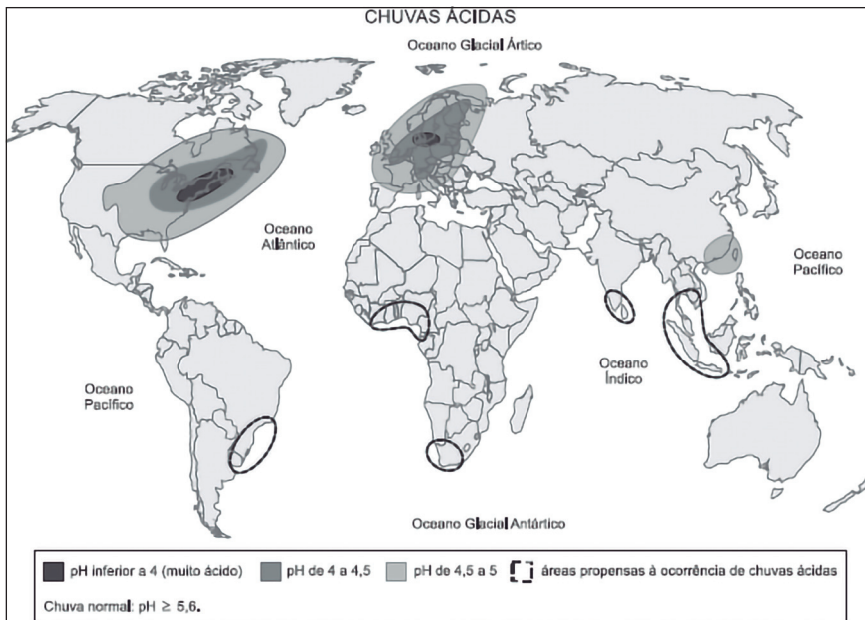 CHUVAS ÁCIDAS
Oceano Glacial Ártico
Oceano
Atlântico
Oceano
Pacífico
Oceano
Pacífico
Oceano
Índico
Oceano Glacial Antártico
pH inferior a 4 (muito ácido)
pH de 4 a 4,5
pH de 4,5 a 5
áreas propensas à ocorrência de chuvas ácidas
Chuva normal: pH ≥ 5,6.